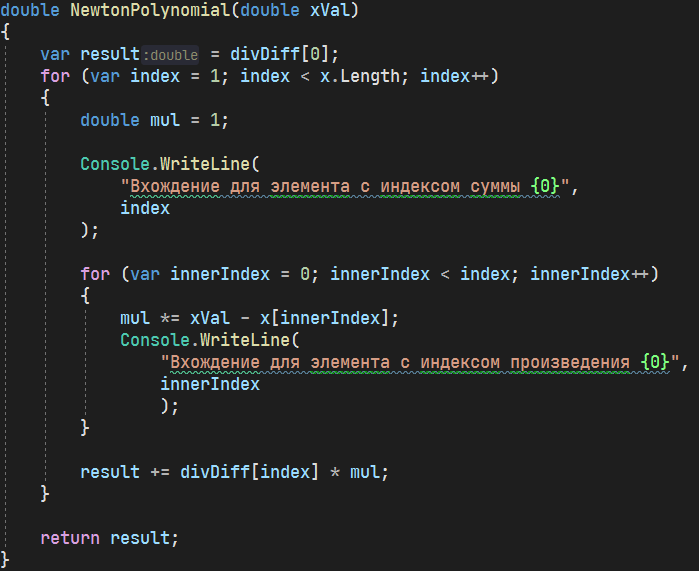 double NewtonPolynomial(double xVal)
{
    var result:double = divDiff[0];
    for (var index = 1; index < x.Length; index++)
    {
        double mul = 1;

        Console.WriteLine(
            "Вхождение для элемента с индексом суммы {0}",
            index
        );

        for (var innerIndex = 0; innerIndex < index; innerIndex++)
        {
            mul *= xVal - x[innerIndex];
            Console.WriteLine(
                "Вхождение для элемента с индексом произведения {0}",
                innerIndex
                );
        }

        result += divDiff[index] * mul;
    }

    return result;
}